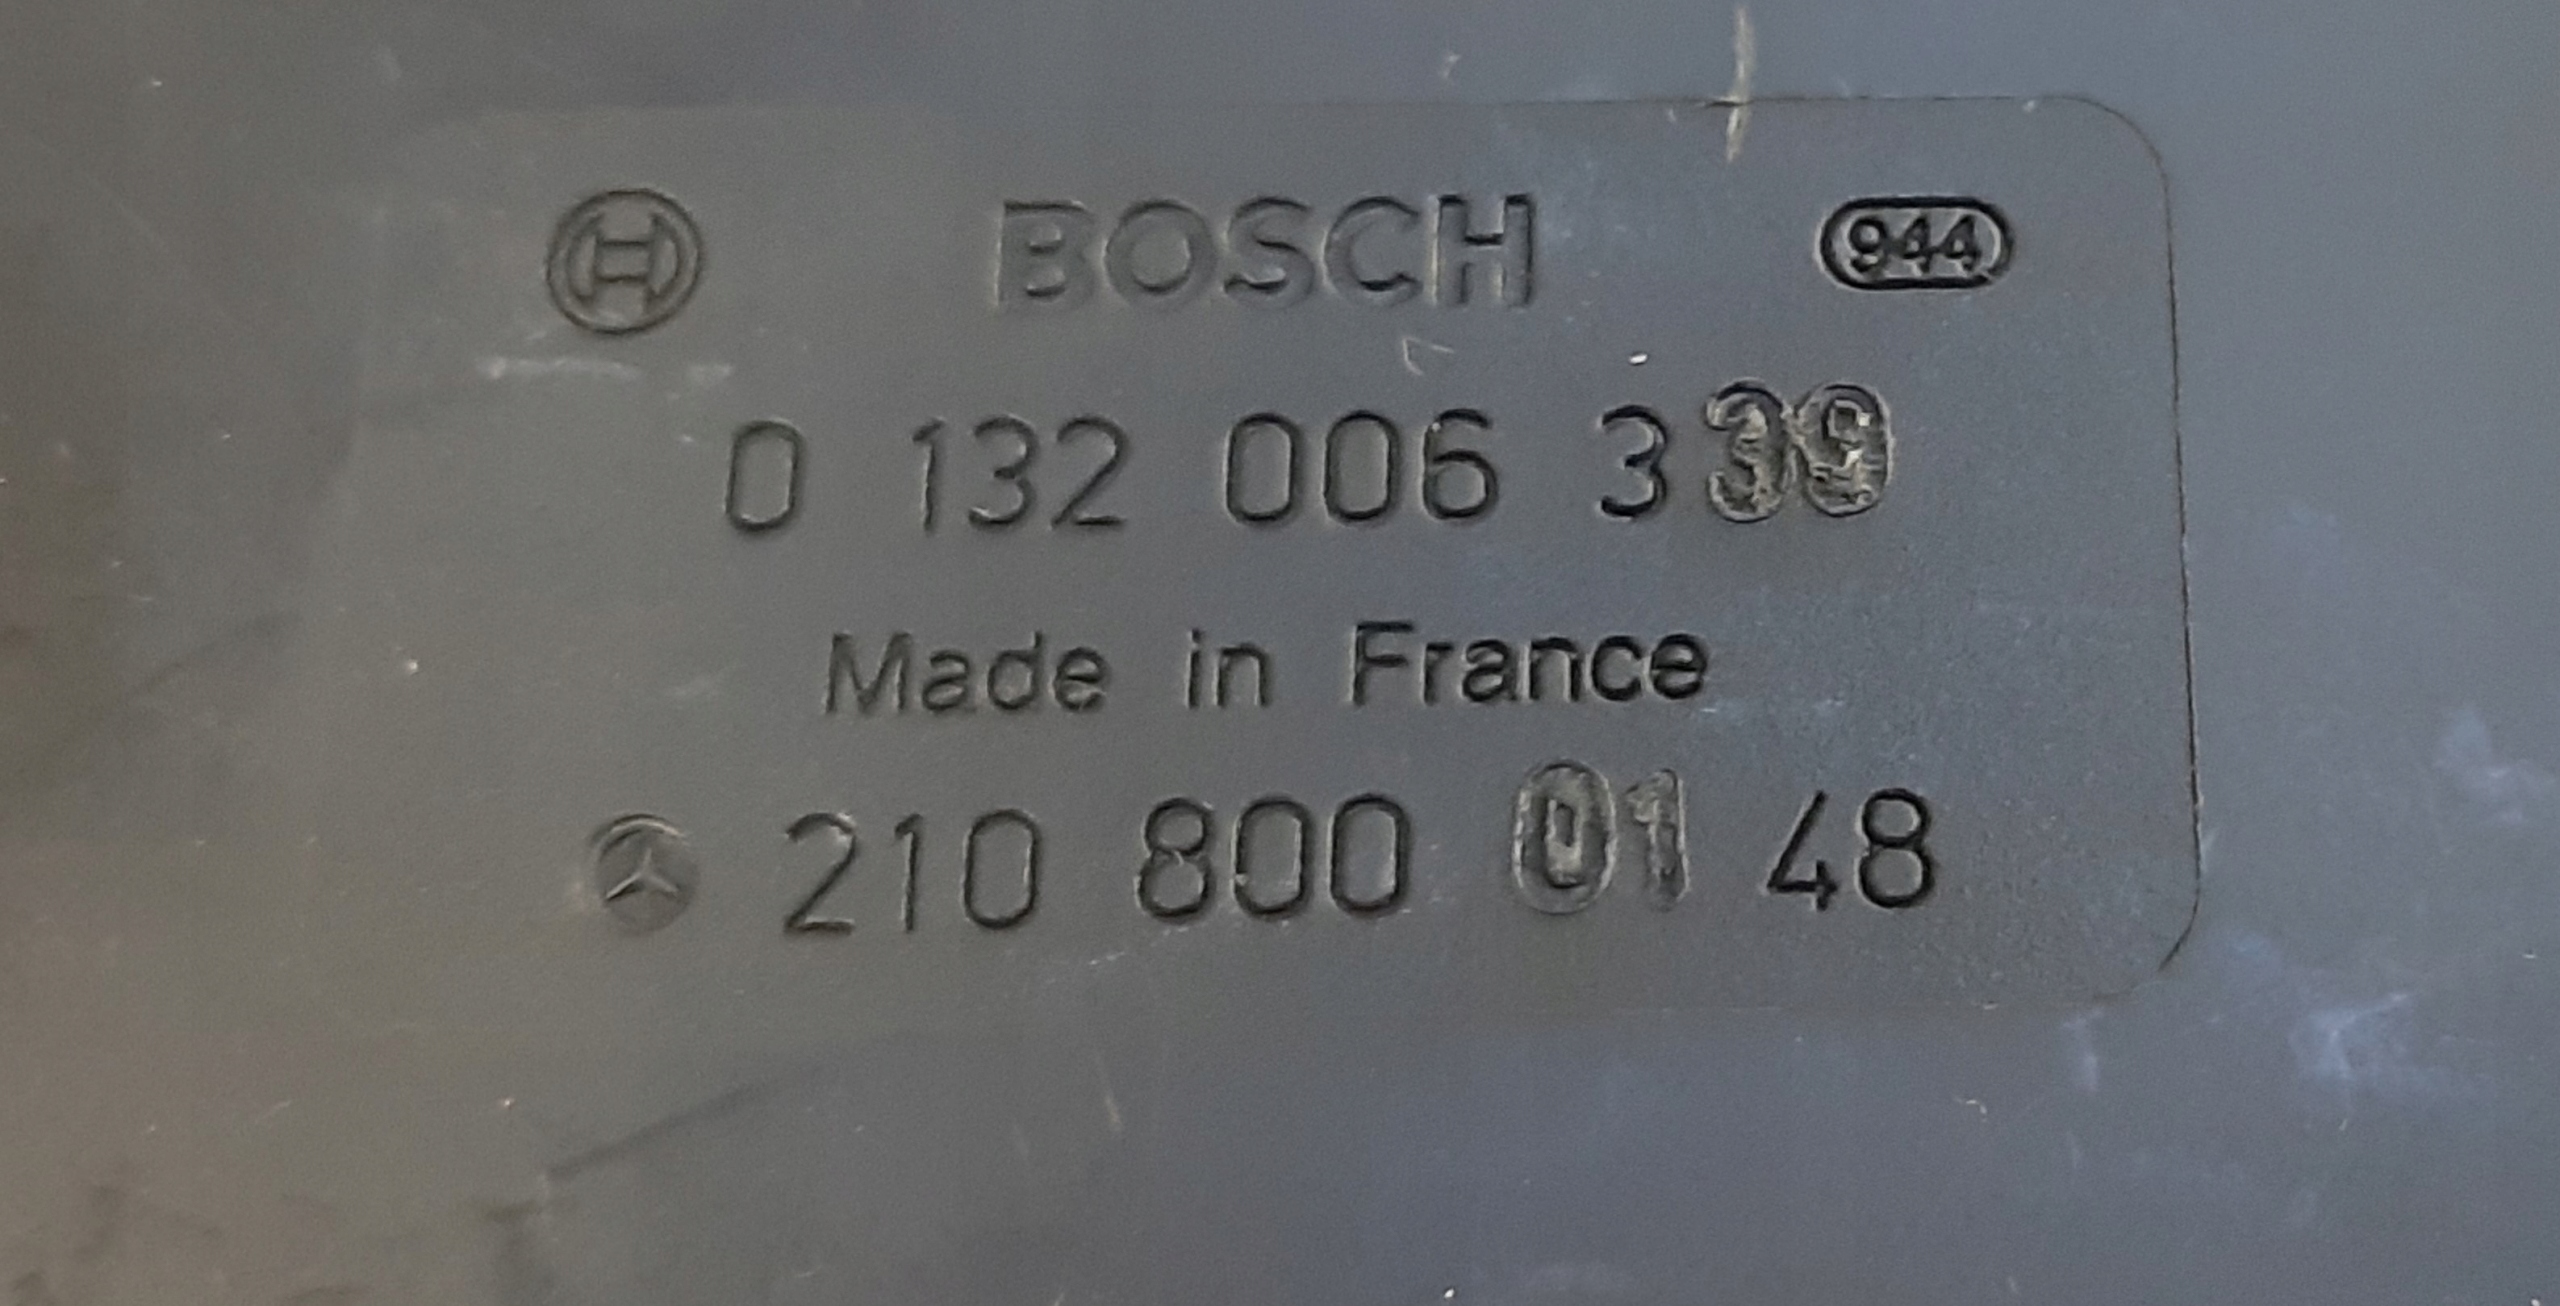 BOSCH 944
0 132 006 339
Made in France
210 800 01 48